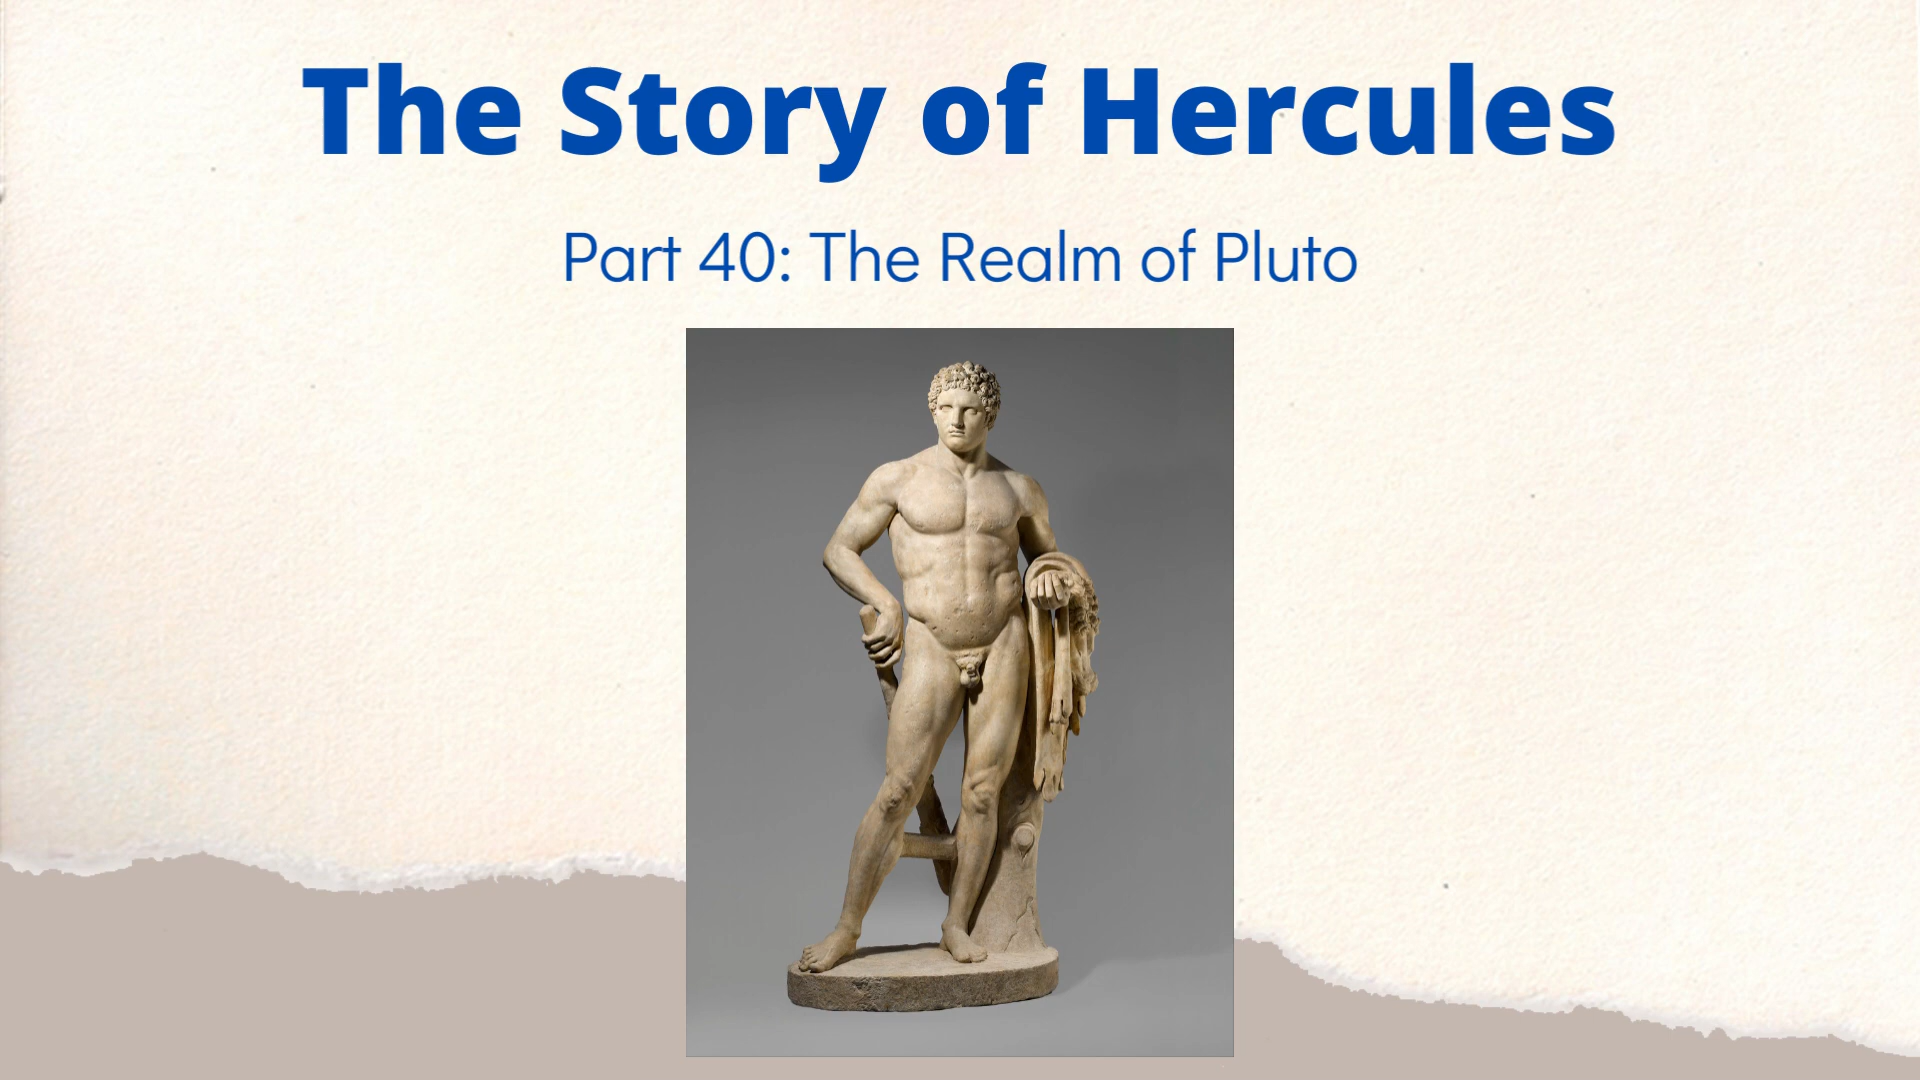 The Story of Hercules
Part 40: The Realm of Pluto